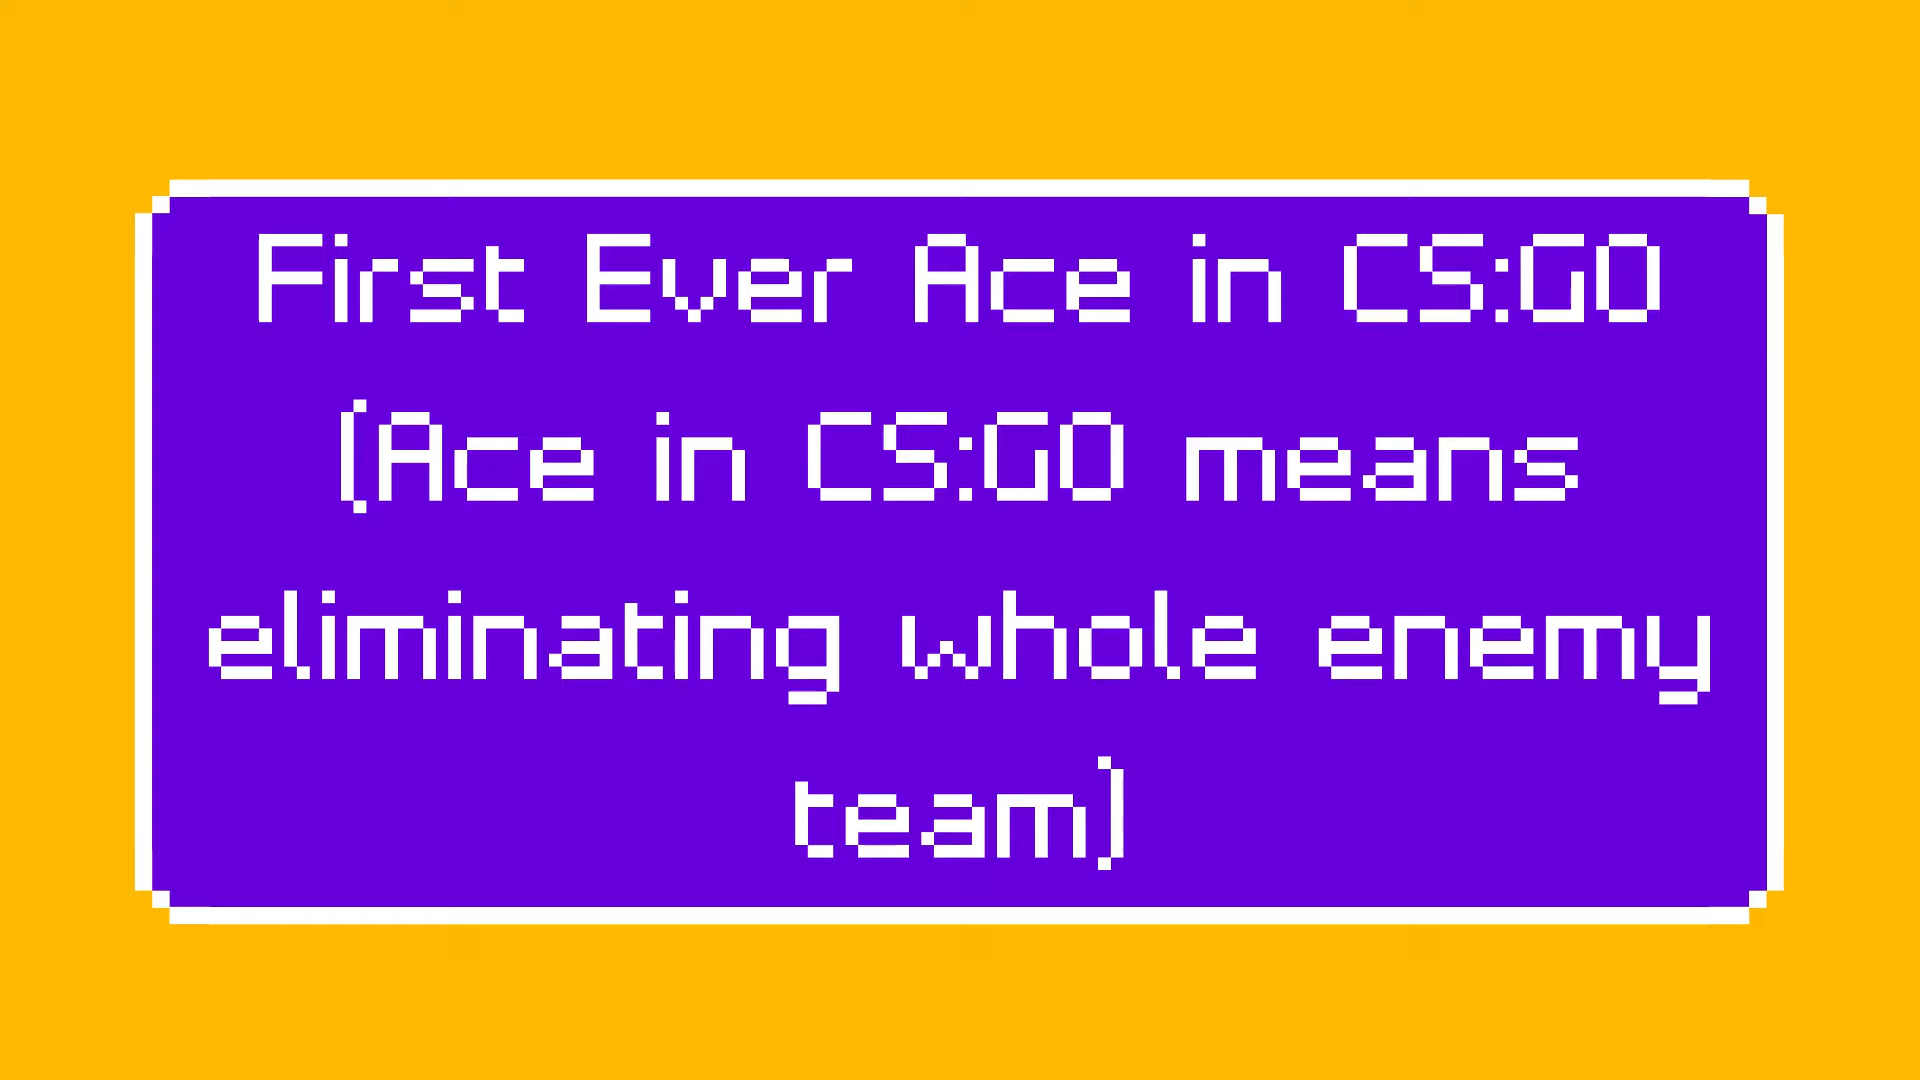 First Ever Ace in CS:GO
(Ace in CS:GO means
eliminating whole enemy
team)